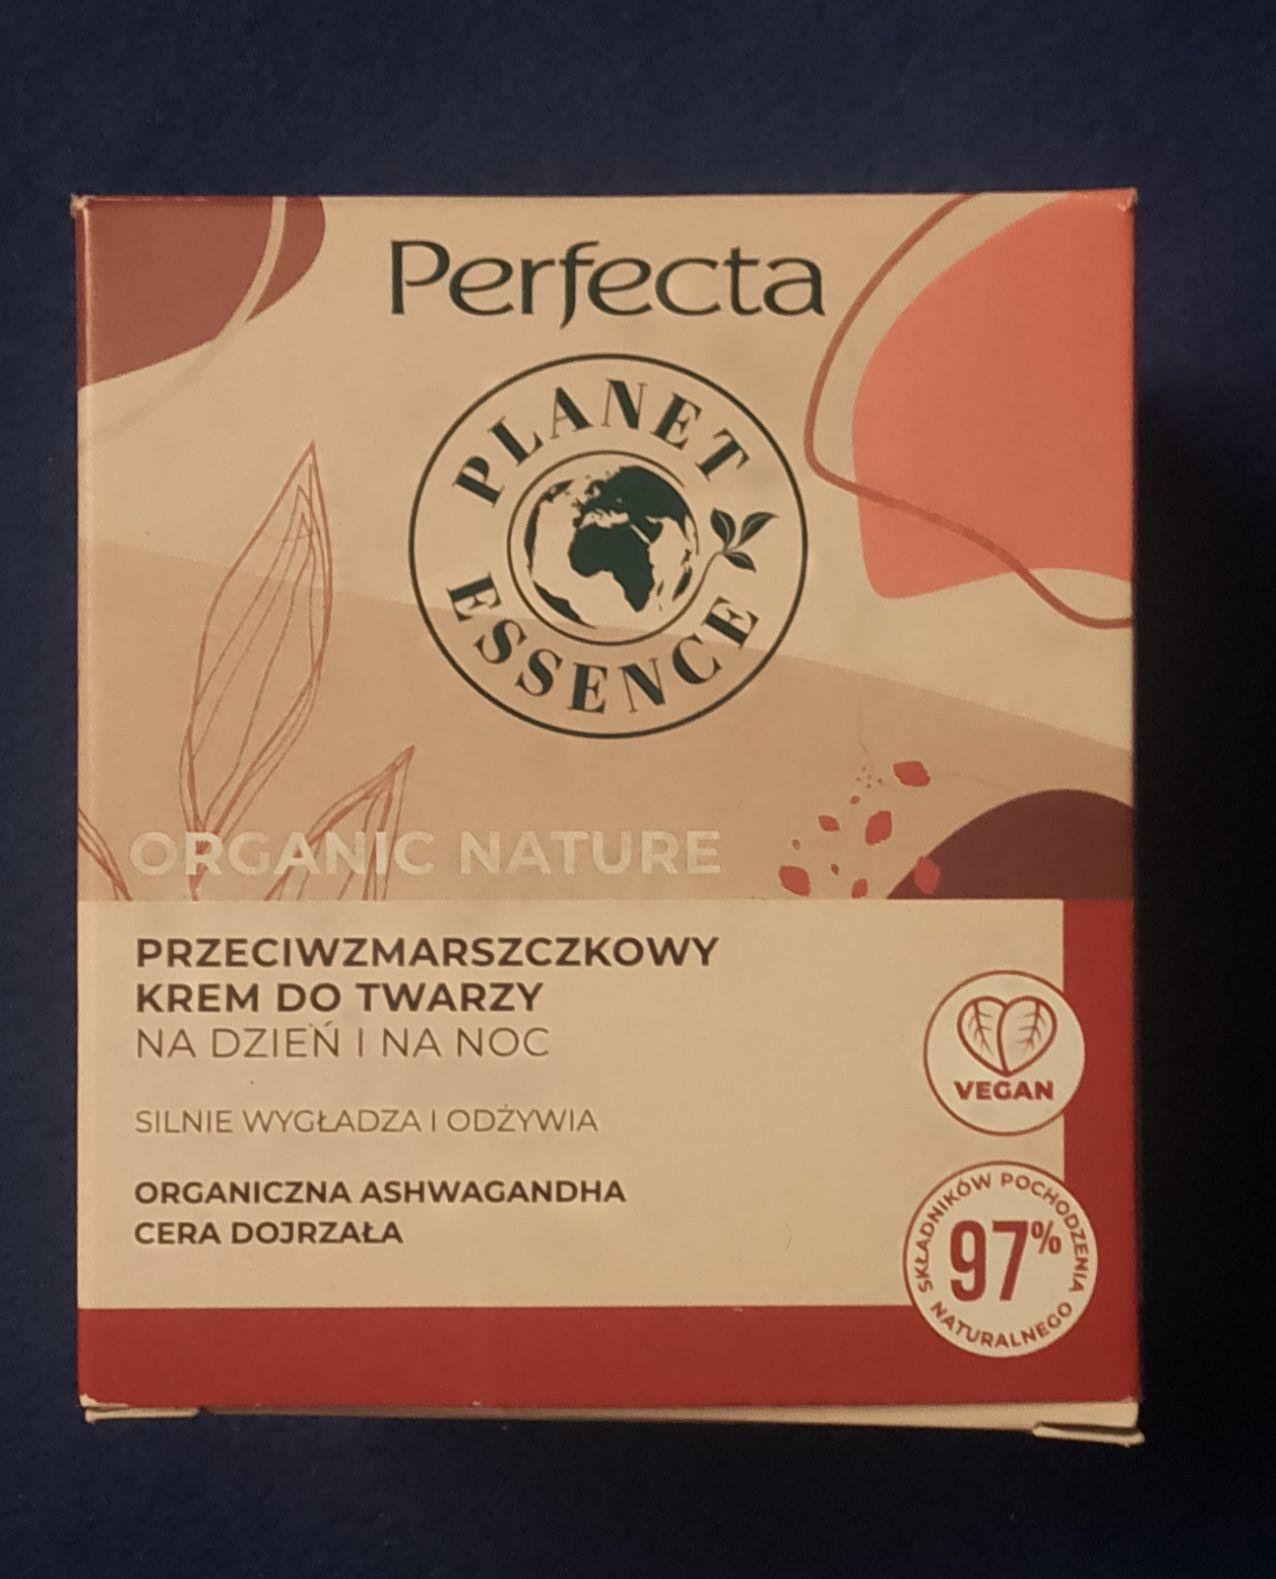 Perfecta
PLANET
ESSENCE
ORGANIC NATURE
PRZECIWZMARSZCZKOWY
KREM DO TWARZY
NA DZIEŃ I NA NOC
SILNIE WYGŁADZA I ODŻYWIA
ORGANICZNA ASHWAGANDHA
CERA DOJRZAŁA
VEGAN
97%
SKŁADNIKÓW POCHODZENIA
NATURALNEGO